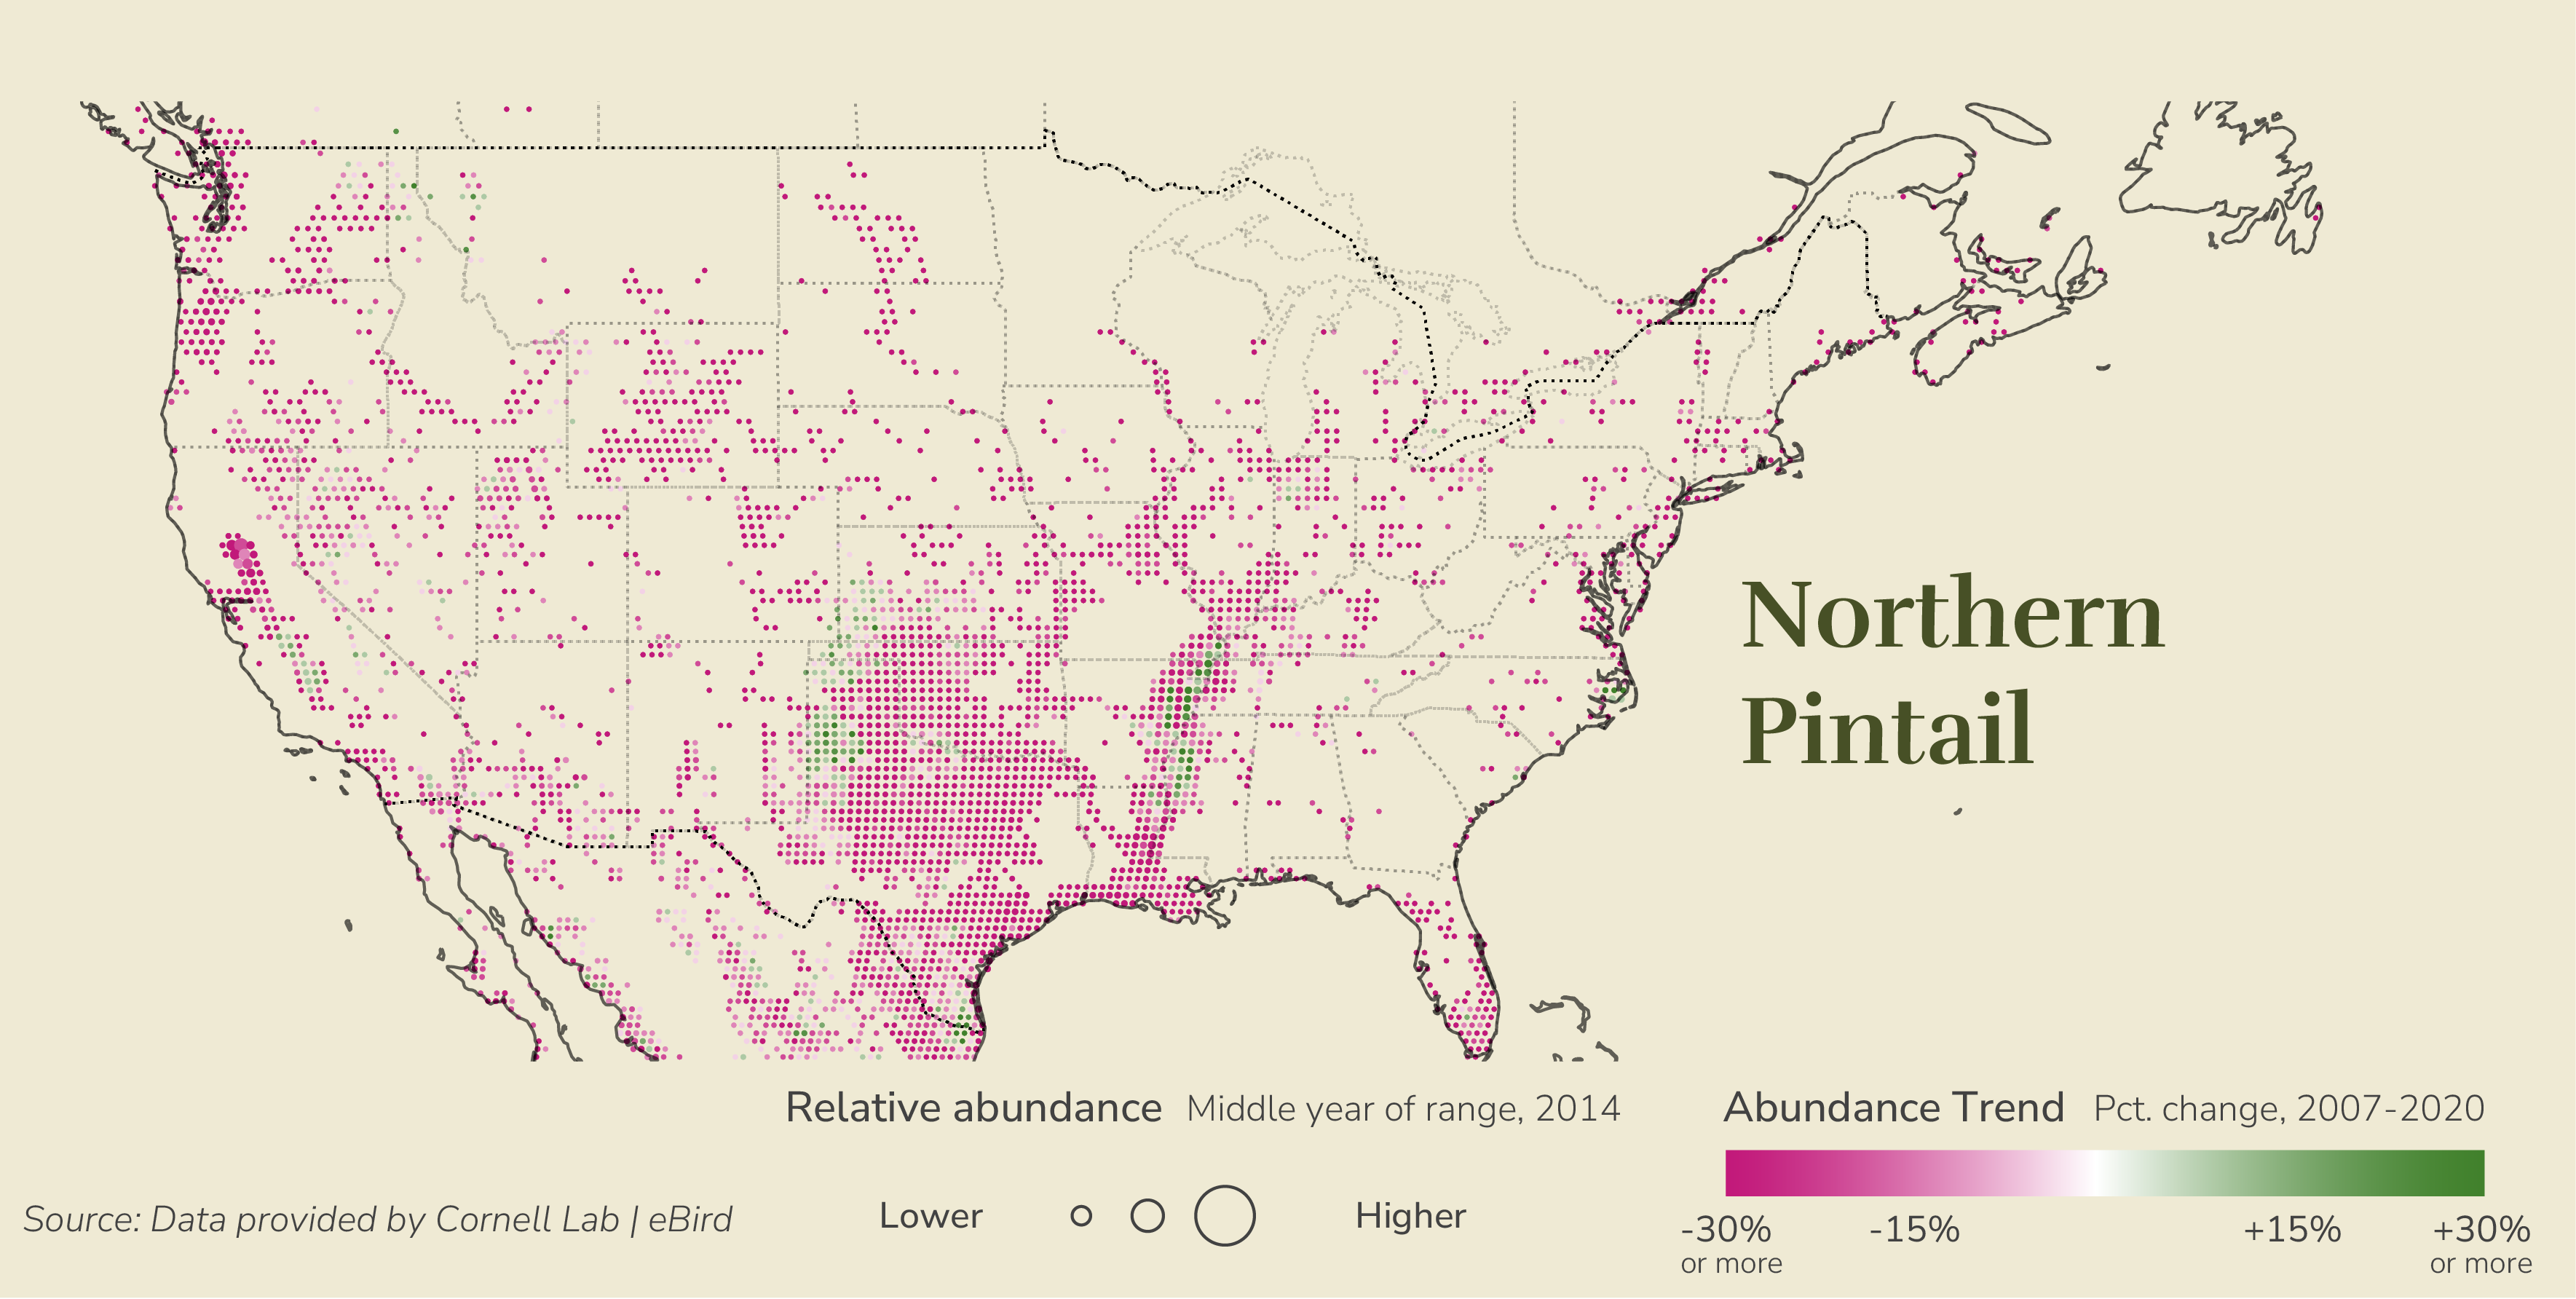 Northern
Pintail
Relative abundance Middle year of range, 2014
Abundance Trend Pct. change, 2007-2020
Source: Data provided by Cornell Lab | eBird
Lower Higher
-30% -15% +15% +30%
or more or more